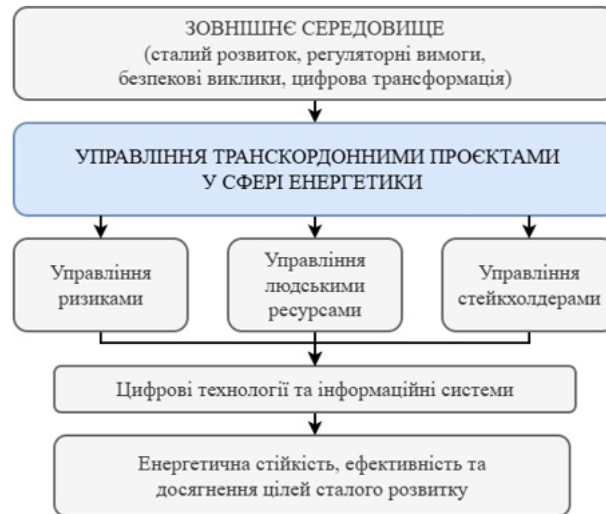 ЗОВНІШНЄ СЕРЕДОВИЩЕ
(сталий розвиток, регуляторні вимоги,
безпекові виклики, цифрова трансформація)
УПРАВЛІННЯ ТРАНСКОРДОННИМИ ПРОЄКТАМИ
У СФЕРІ ЕНЕРГЕТИКИ
Управління
ризиками
Управління
людськими
ресурсами
Управління
стейкхолдерами
Цифрові технології та інформаційні системи
Енергетична стійкість, ефективність та
досягнення цілей сталого розвитку